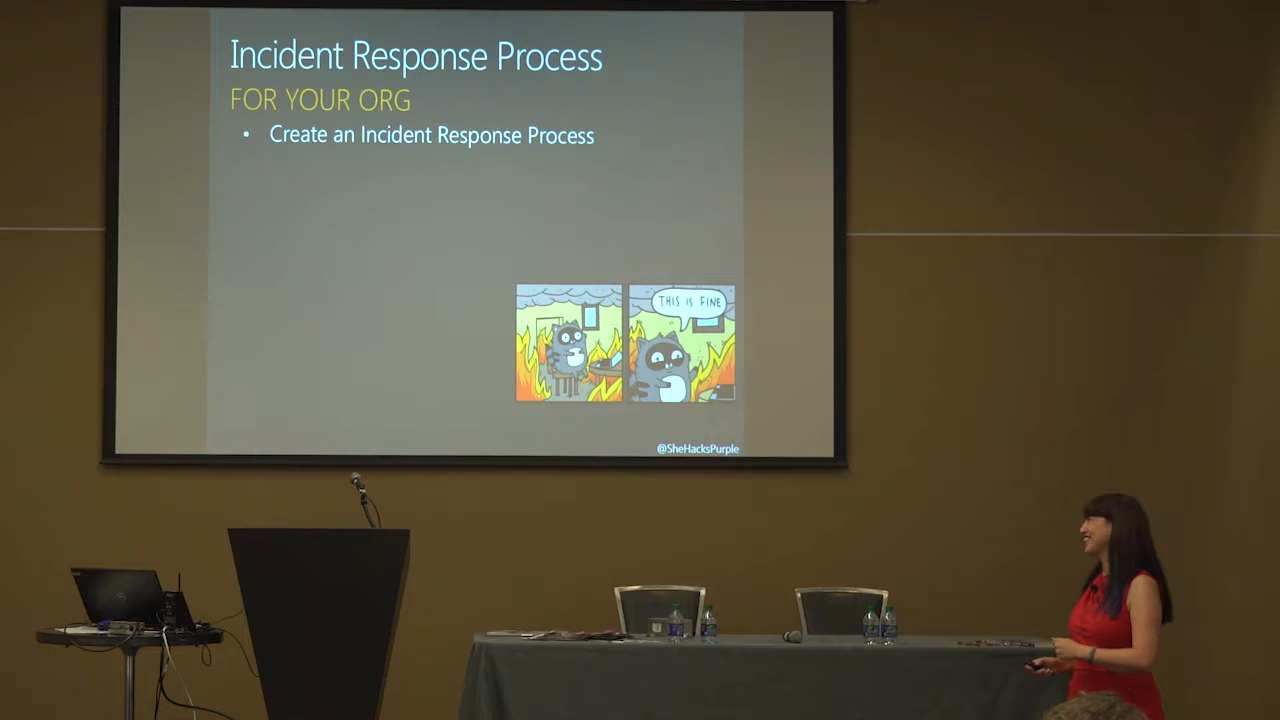 Incident Response Process
FOR YOUR ORG
• Create an Incident Response Process
THIS IS FINE
@SheHacksPurple